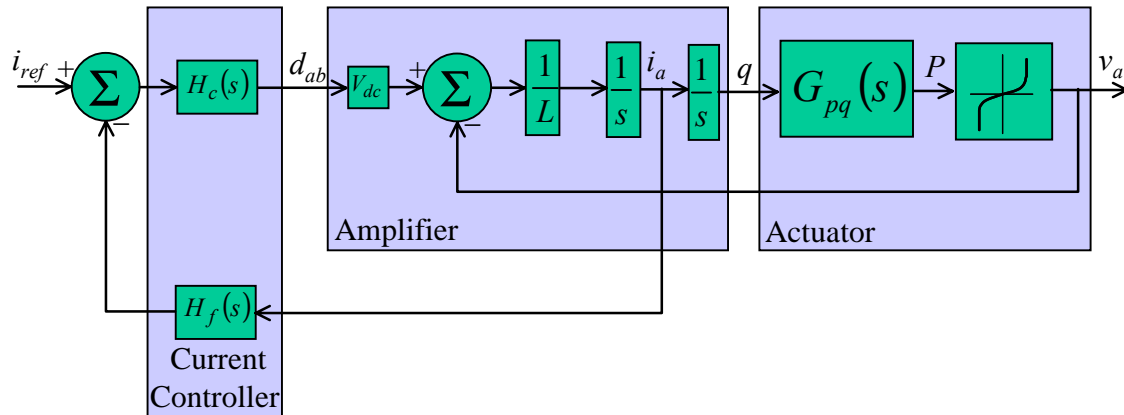 i_ref
+
Σ
−
H_c(s)
d_ab
V_dc
+
Σ
−
1/L
1/s
i_a
1/s
q
G_pq(s)
P
v_a
Amplifier
Actuator
H_f(s)
Current
Controller